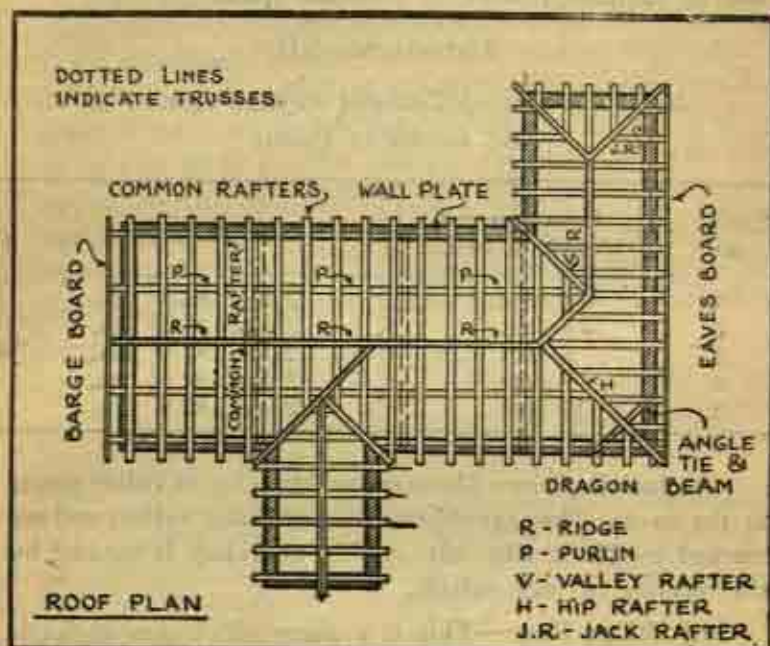 DOTTED LINES
INDICATE TRUSSES.
COMMON RAFTERS, WALL PLATE
BARGE BOARD
COMMON RAFTER
P P P
R R R
V R
J.R.
H
EAVES BOARD
ANGLE
TIE &
DRAGON BEAM
R - RIDGE
P - PURLIN
V - VALLEY RAFTER
H - HIP RAFTER
J.R. - JACK RAFTER
ROOF PLAN